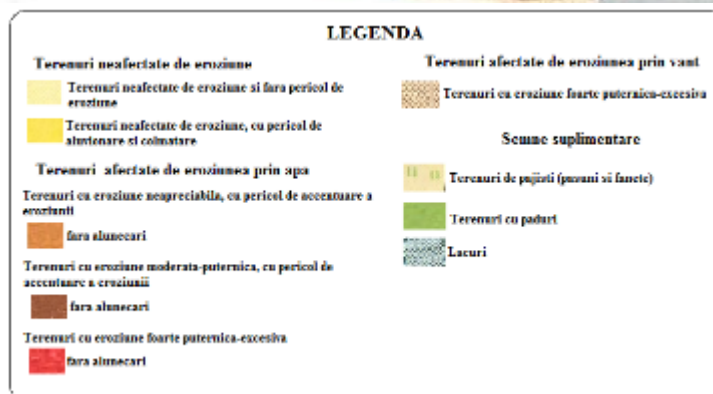 LEGENDA
Terenuri neafectate de eroziune
Terenuri neafectate de eroziune si fara pericol de
eroziune
Terenuri neafectate de eroziune, cu pericol de
aluvionare si colmatare
Terenuri afectate de eroziunea prin apa
Terenuri cu eroziune neapreciabila, cu pericol de accentuare a
eroziunii
fara alunecari
Terenuri cu eroziune moderata-puternica, cu pericol de
accentuare a eroziunii
fara alunecari
Terenuri cu eroziune foarte puternica-excesiva
fara alunecari
Terenuri afectate de eroziunea prin vant
Terenuri cu eroziune foarte puternica-excesiva
Semne suplimentare
Terenuri de pajisti (pasuni si fanete)
Terenuri cu paduri
Lacuri